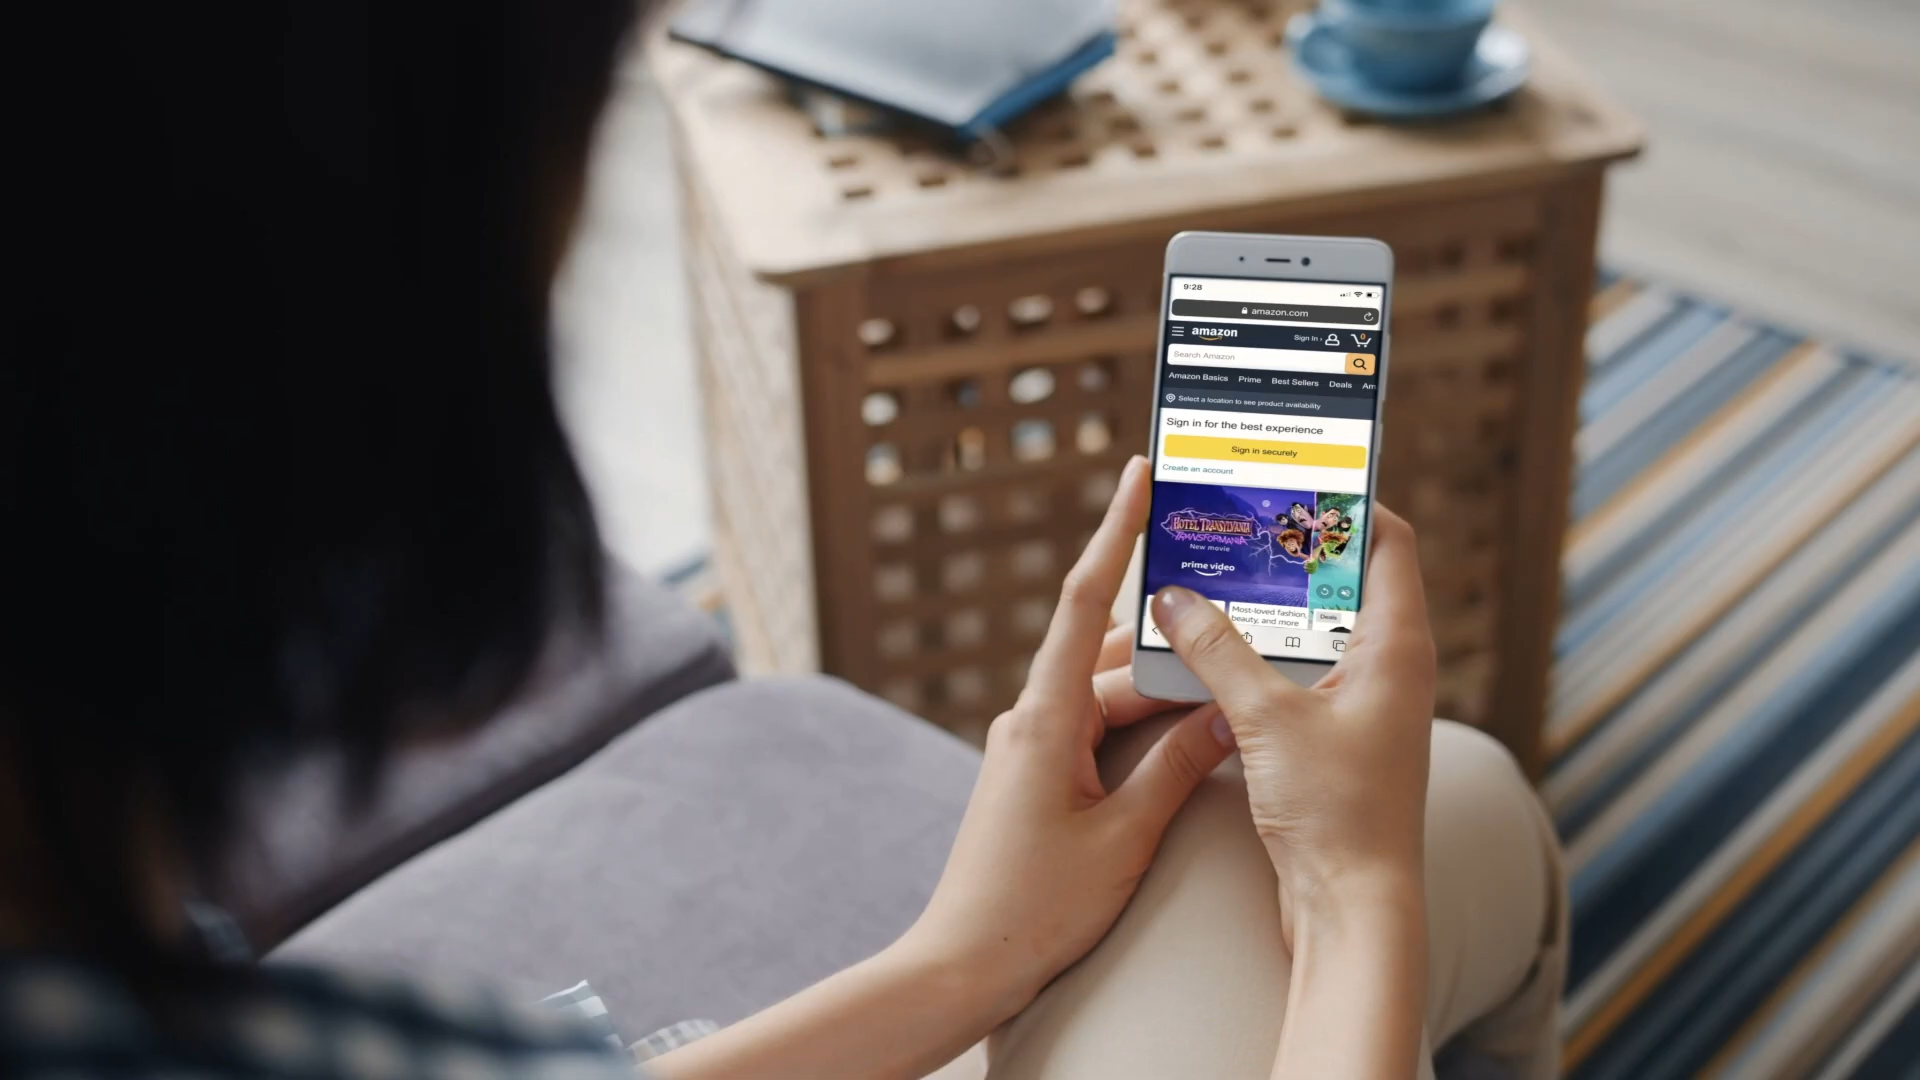 9:28
amazon.com
amazon
Sign In ›
0
Search Amazon
Amazon Basics Prime Best Sellers Deals Am
Select a location to see product availability
Sign in for the best experience
Sign in securely
Create an account
HOTEL TRANSYLVANIA
TRANSFORMANIA
New movie
prime video
Most-loved fashion,
beauty, and more
Deals